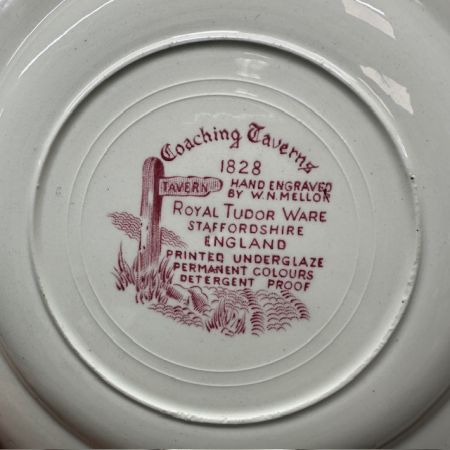 Coaching Taverns
1828
TAVERN
HAND ENGRAVED
BY W.N. MELLOR
ROYAL TUDOR WARE
STAFFORDSHIRE
ENGLAND
PRINTED UNDERGLAZE
PERMANENT COLOURS
DETERGENT PROOF